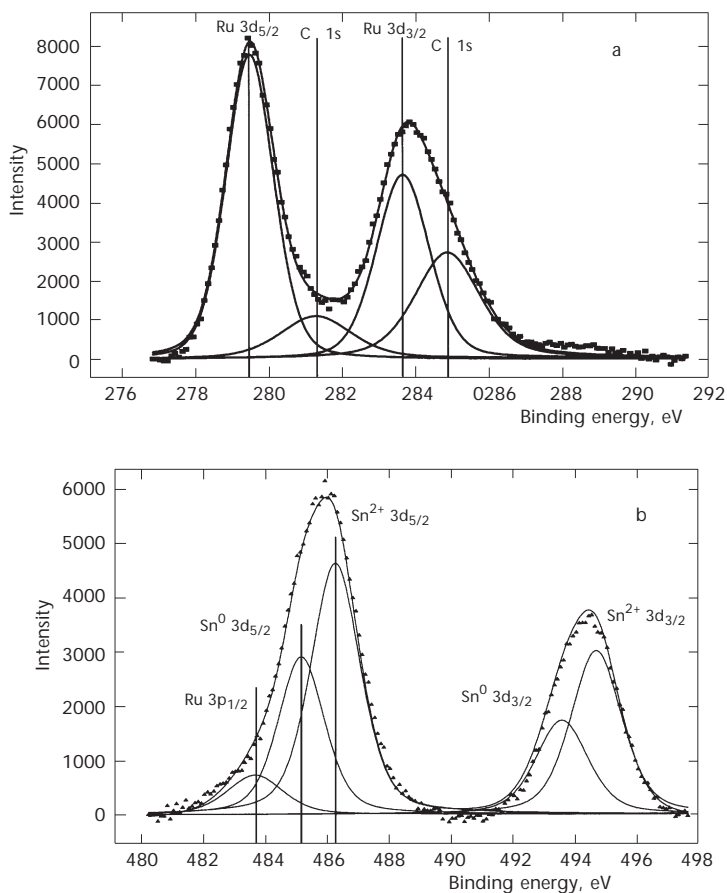 Ru 3d5/2 C 1s Ru 3d3/2 C 1s
a
8000
7000
6000
5000
4000
3000
2000
1000
0
Intensity
276 278 280 282 284 0286 290 292
Binding energy, eV
b
6000
5000
4000
3000
2000
1000
0
Intensity
Sn2+ 3d5/2
Sn0 3d5/2
Ru 3p1/2
Sn2+ 3d3/2
Sn0 3d3/2
480 482 484 486 488 490 492 494 496 498
Binding energy, eV